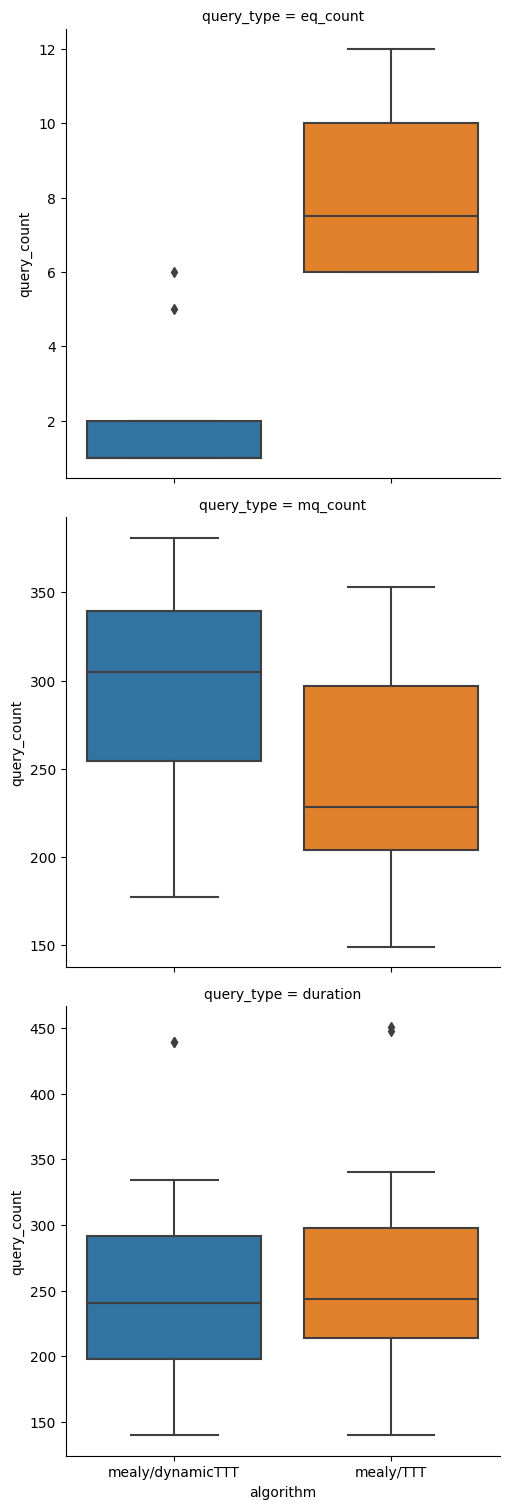 query_type = eq_count
12
10
8
6
4
2
query_count
query_type = mq_count
350
300
250
200
150
query_count
query_type = duration
450
400
350
300
250
200
150
query_count
mealy/dynamicTTT
mealy/TTT
algorithm